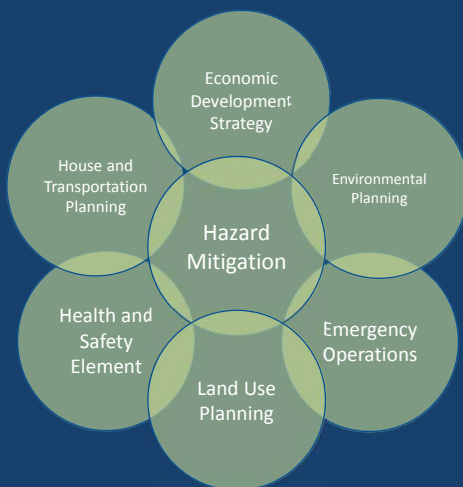 Economic
Development
Strategy
House and
Transportation
Planning
Environmental
Planning
Hazard
Mitigation
Health and
Safety
Element
Emergency
Operations
Land Use
Planning